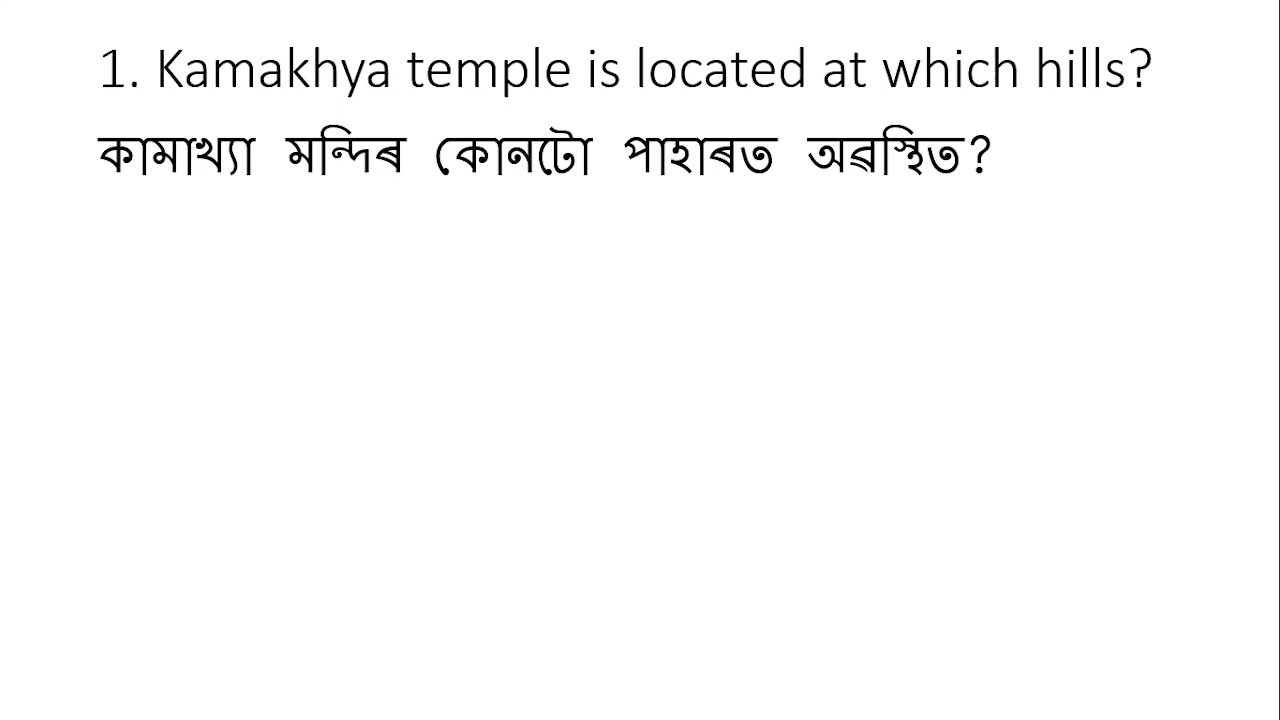 1. Kamakhya temple is located at which hills?
কামাখ্যা মন্দিৰ কোনটো পাহাৰত অৱস্থিত?